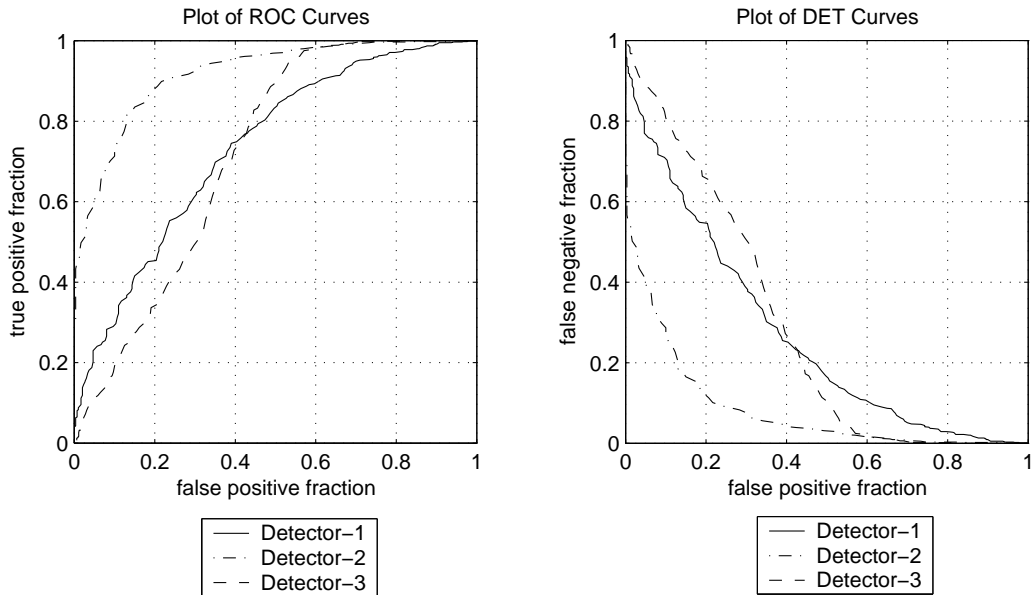 Plot of ROC Curves
1
0.8
0.6
0.4
0.2
0
true positive fraction
0 0.2 0.4 0.6 0.8 1
false positive fraction
Detector−1
Detector−2
Detector−3
Plot of DET Curves
1
0.8
0.6
0.4
0.2
0
false negative fraction
0 0.2 0.4 0.6 0.8 1
false positive fraction
Detector−1
Detector−2
Detector−3